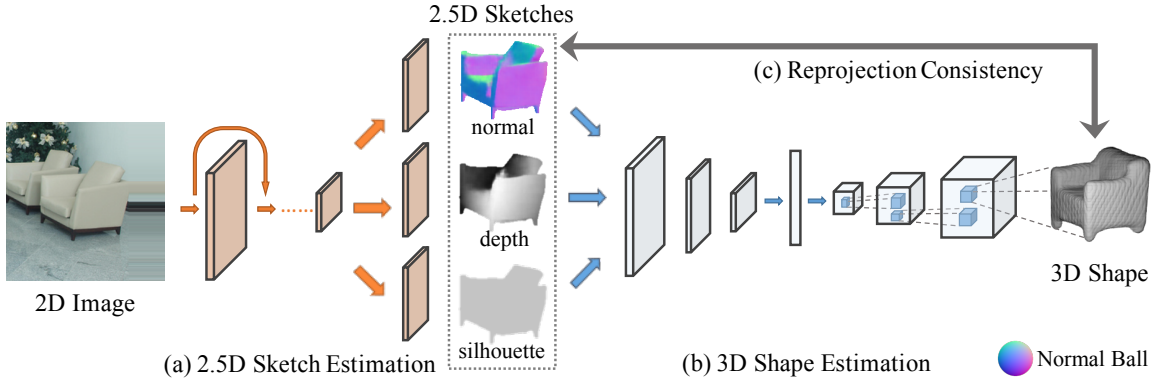 2.5D Sketches
(c) Reprojection Consistency
normal
depth
silhouette
2D Image
3D Shape
(a) 2.5D Sketch Estimation
(b) 3D Shape Estimation
Normal Ball